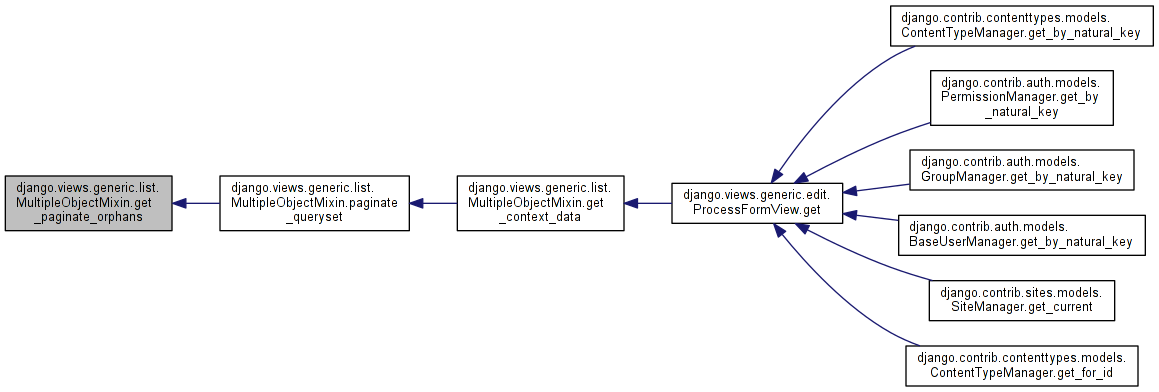 django.views.generic.list.
MultipleObjectMixin.get
_paginate_orphans
django.views.generic.list.
MultipleObjectMixin.paginate
_queryset
django.views.generic.list.
MultipleObjectMixin.get
_context_data
django.views.generic.edit.
ProcessFormView.get
django.contrib.contenttypes.models.
ContentTypeManager.get_by_natural_key
django.contrib.auth.models.
PermissionManager.get_by
_natural_key
django.contrib.auth.models.
GroupManager.get_by_natural_key
django.contrib.auth.models.
BaseUserManager.get_by_natural_key
django.contrib.sites.models.
SiteManager.get_current
django.contrib.contenttypes.models.
ContentTypeManager.get_for_id